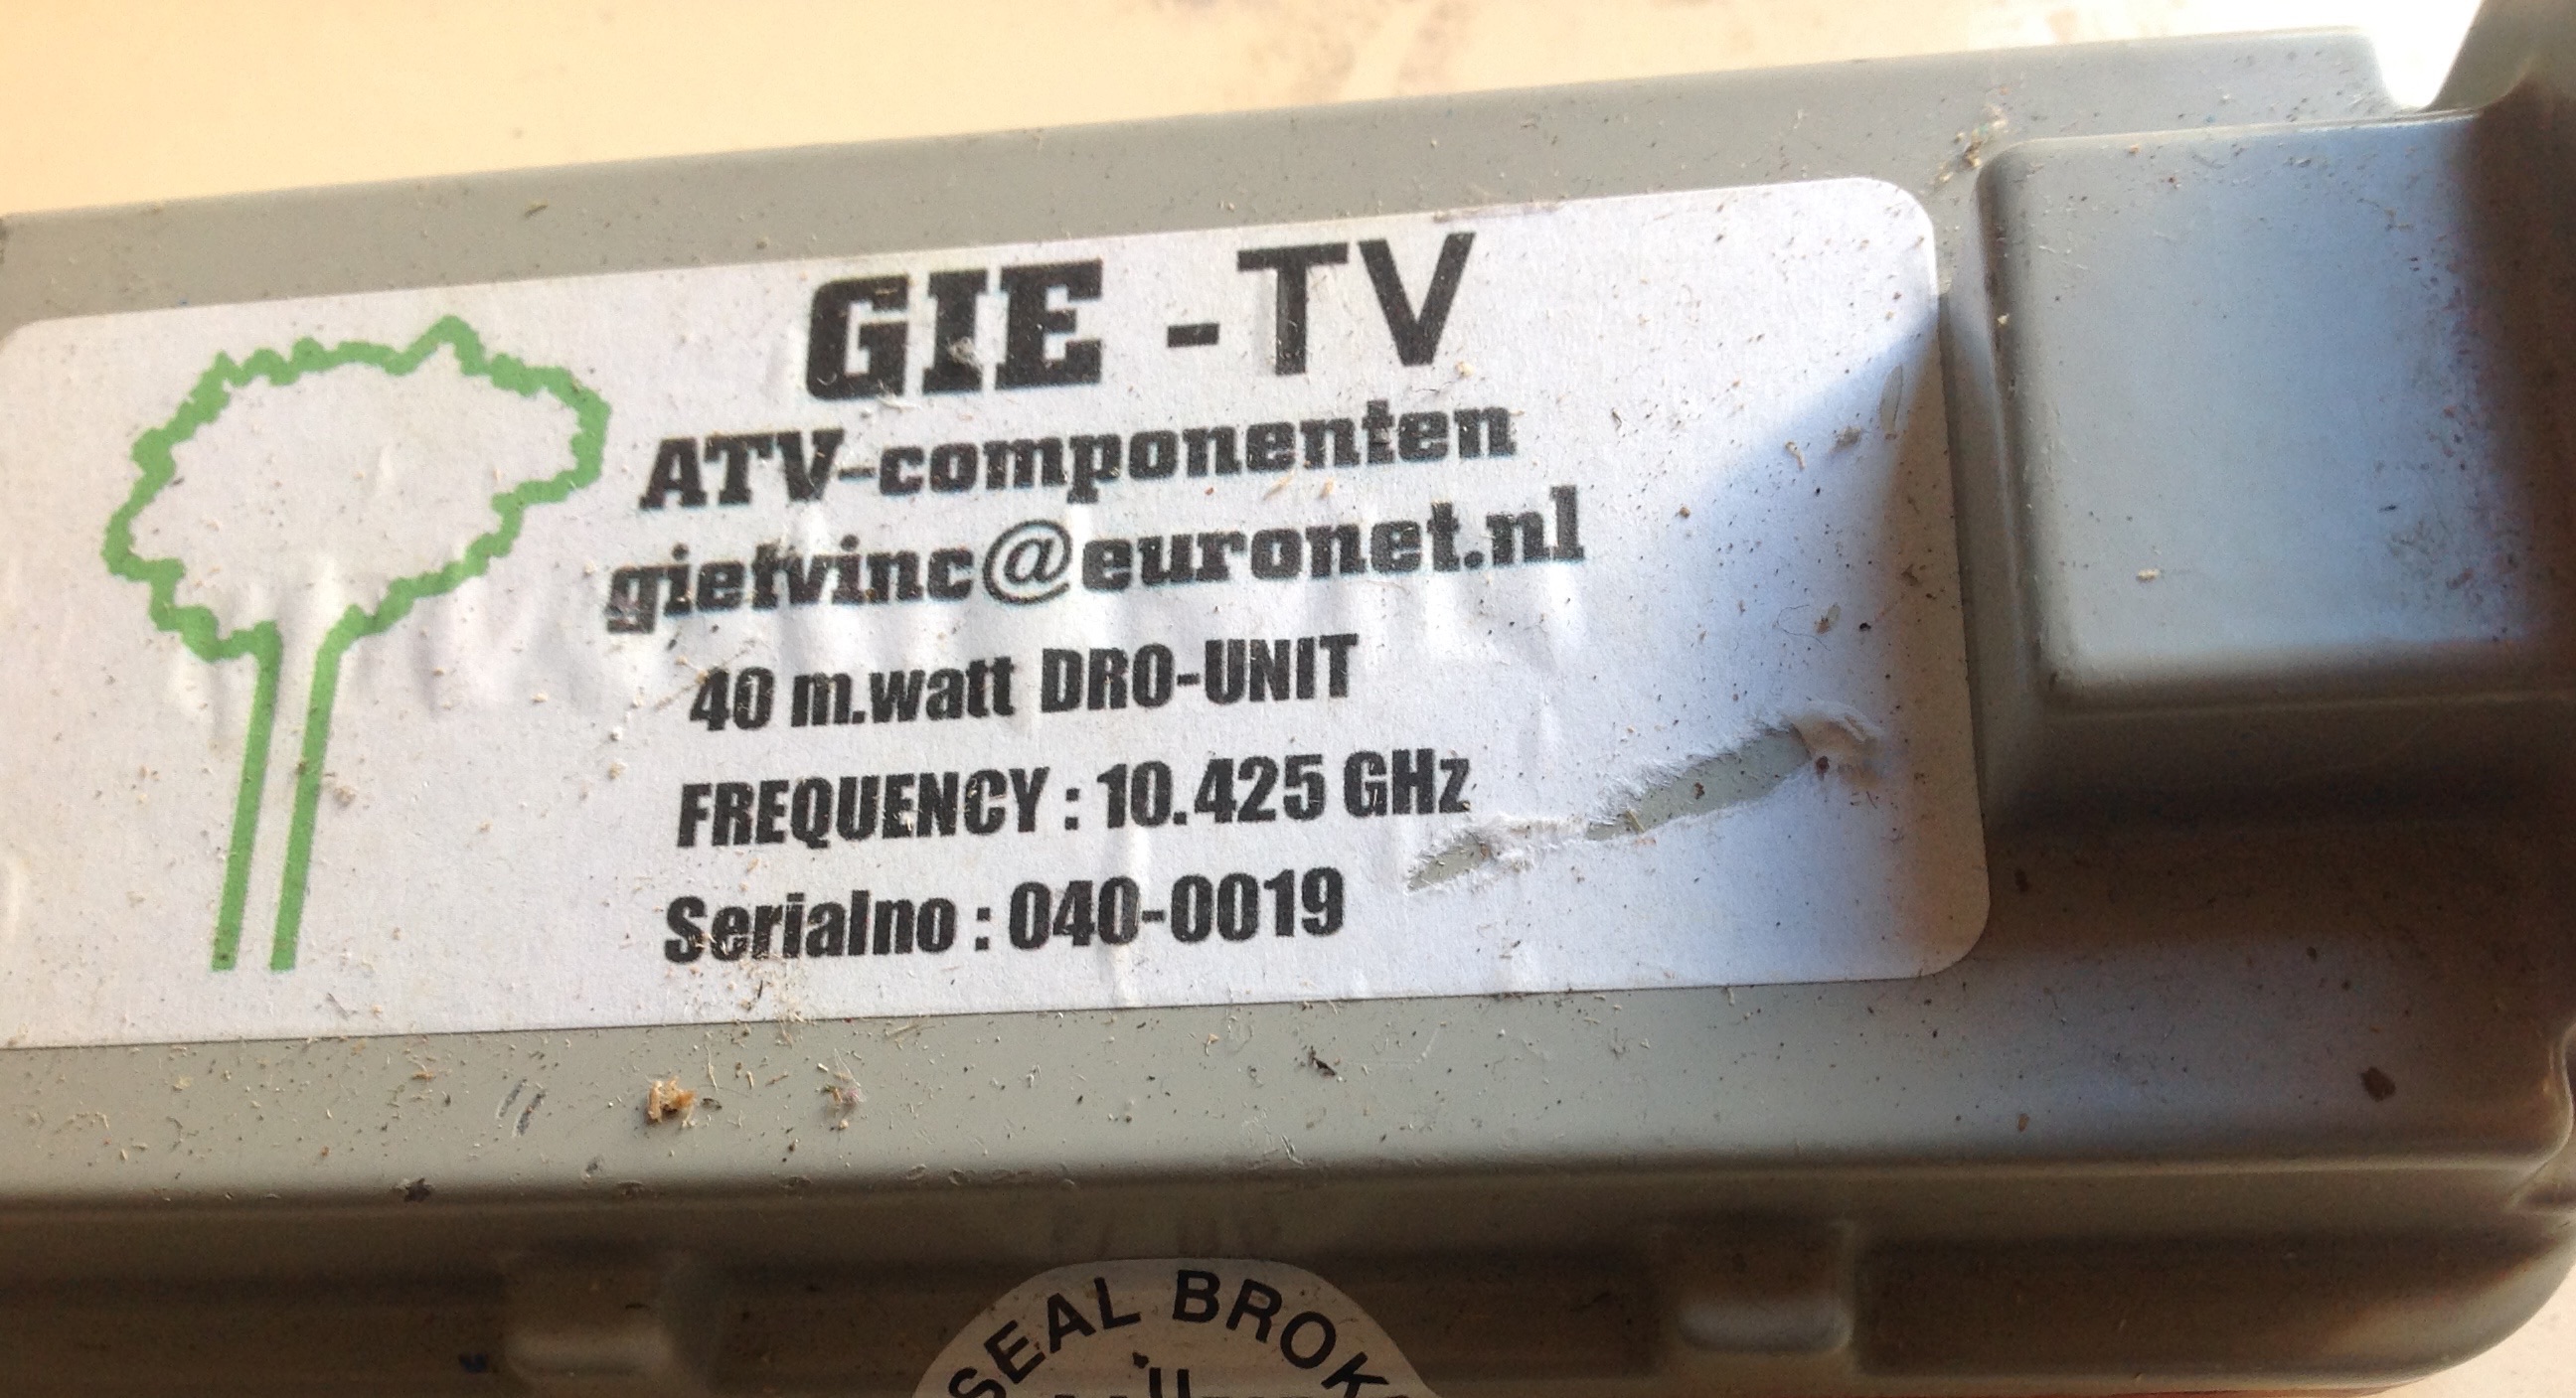 GIE -TV
ATV-componenten
gietvinc@euronet.nl
40 m.watt DRO-UNIT
FREQUENCY : 10.425 GHz
Serialno : 040-0019
SEAL BROK